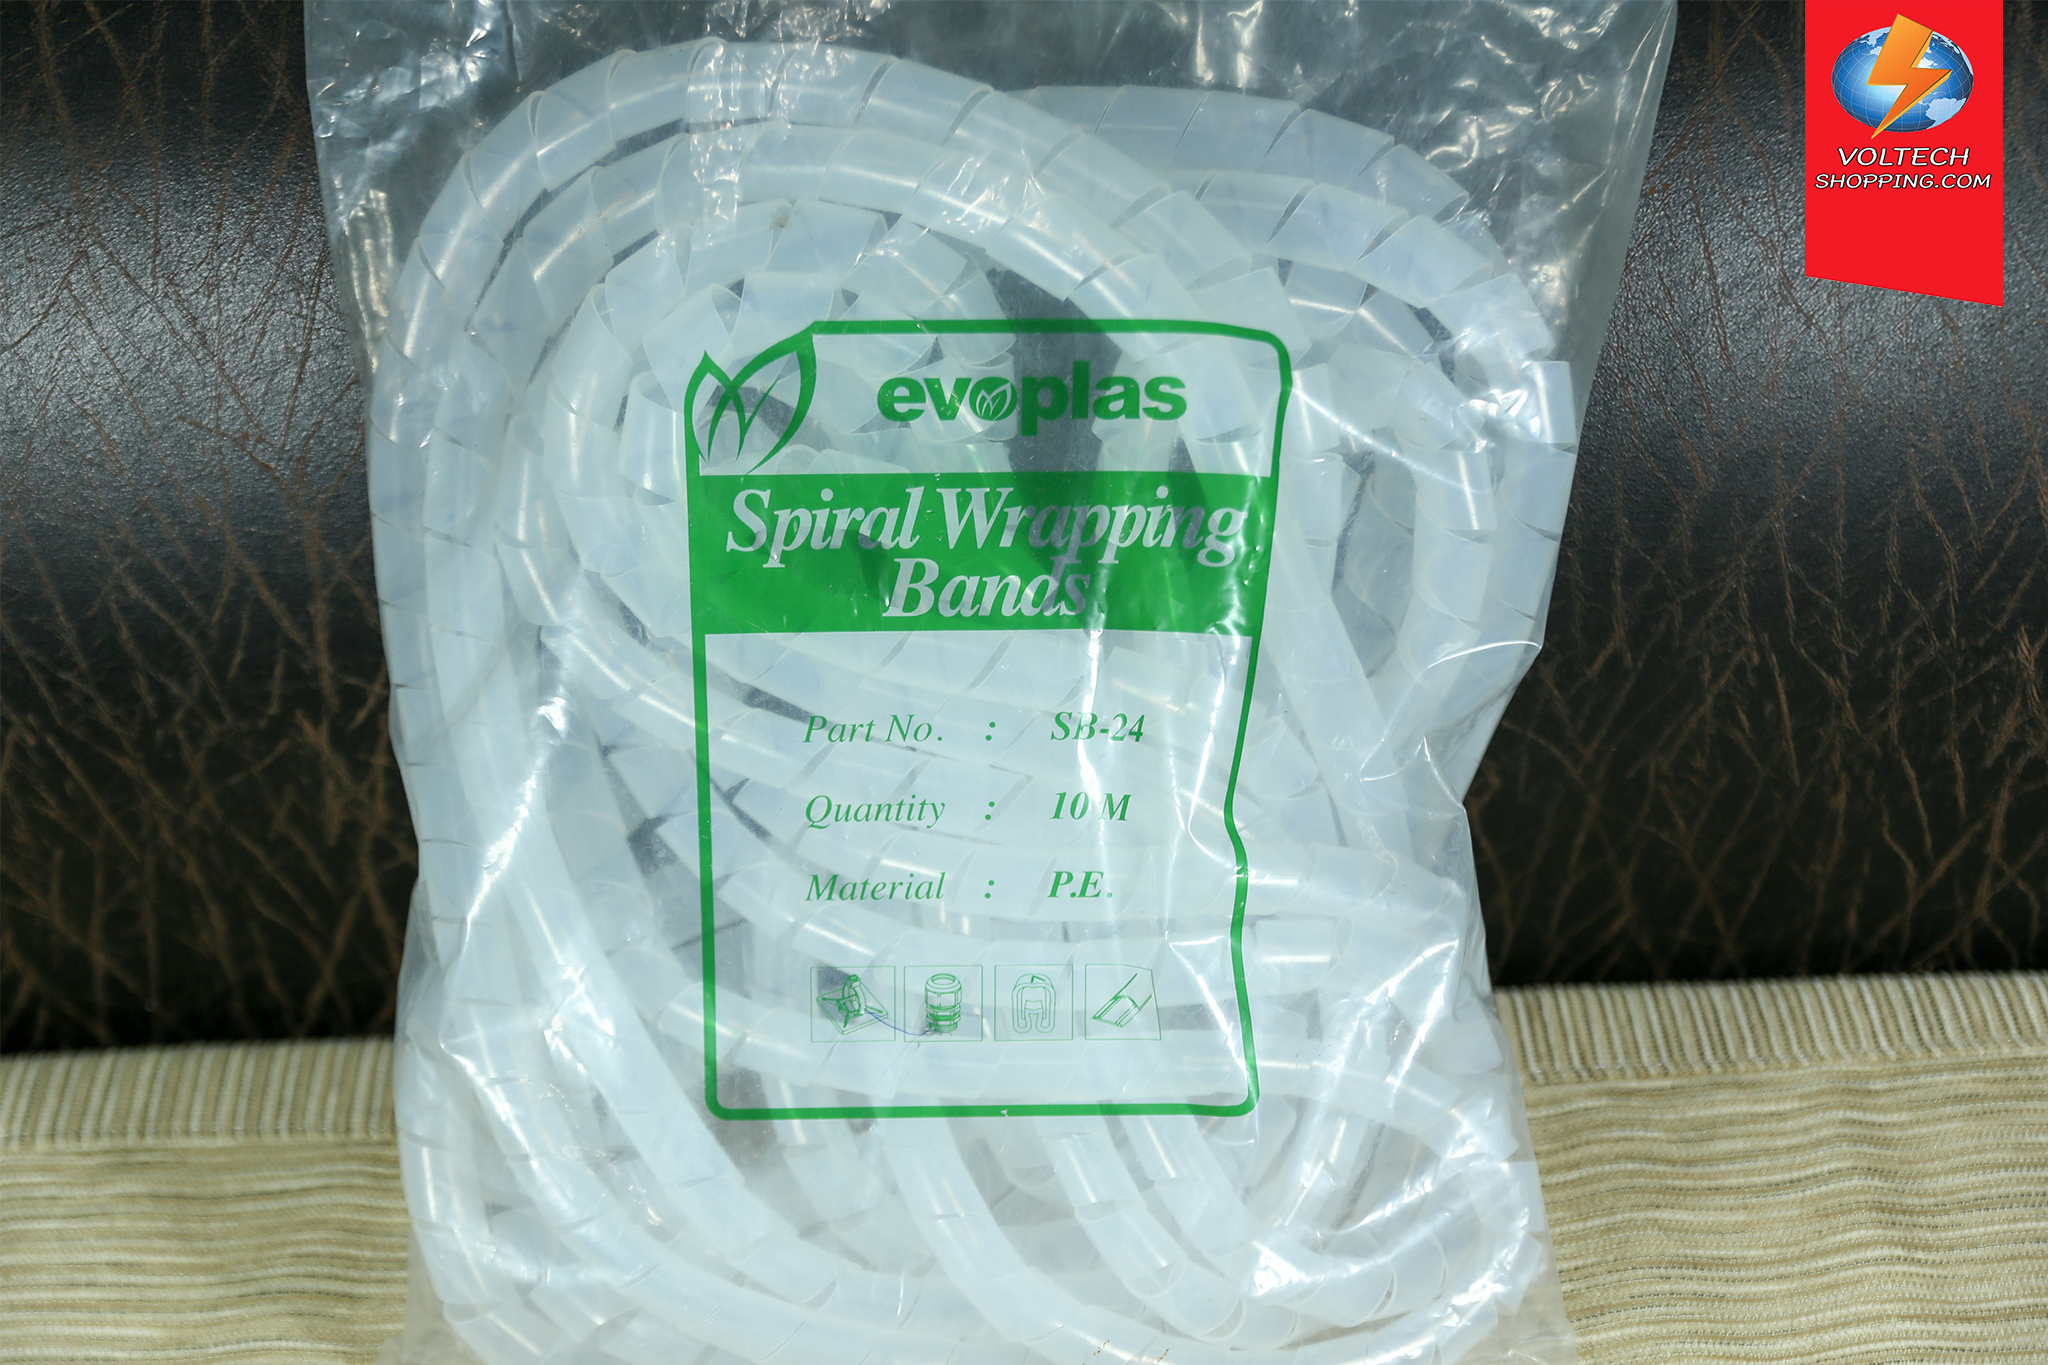 VOLTECH
SHOPPING.COM
evoplas
Spiral Wrapping
Bands
Part No. : SB-24
Quantity : 10 M
Material : P.E.